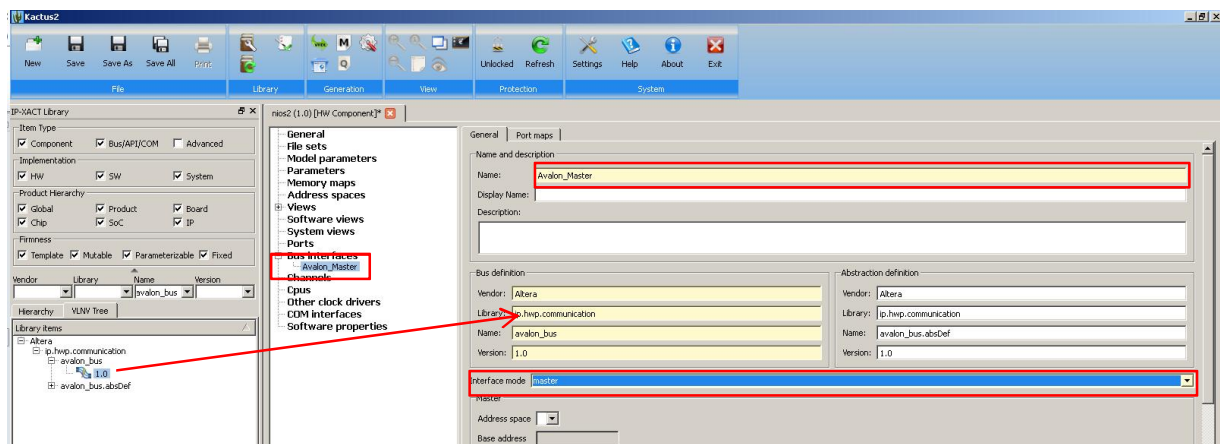 Kactus2
New Save Save As Save All Print
Unlocked Refresh Settings Help About Exit
File Library Generation View Protection System
IP-XACT Library
Item Type
Component Bus/API/COM Advanced
Implementation
HW SW System
Product Hierarchy
Global Product Board
Chip SoC IP
Firmness
Template Mutable Parameterizable Fixed
Vendor Library Name Version
avalon_bus
Hierarchy VLNV Tree
Library items
Altera
ip.hwp.communication
avalon_bus
1.0
avalon_bus.absDef
nios2 (1.0) [HW Component]*
General
File sets
Model parameters
Parameters
Memory maps
Address spaces
Views
Software views
System views
Ports
Bus interfaces
Avalon_Master
Channels
Cpus
Other clock drivers
COM interfaces
Software properties
General Port maps
Name and description
Name: Avalon_Master
Display Name:
Description:
Bus definition
Vendor: Altera
Library: ip.hwp.communication
Name: avalon_bus
Version: 1.0
Abstraction definition
Vendor: Altera
Library: ip.hwp.communication
Name: avalon_bus.absDef
Version: 1.0
Interface mode master
Master
Address space
Base address